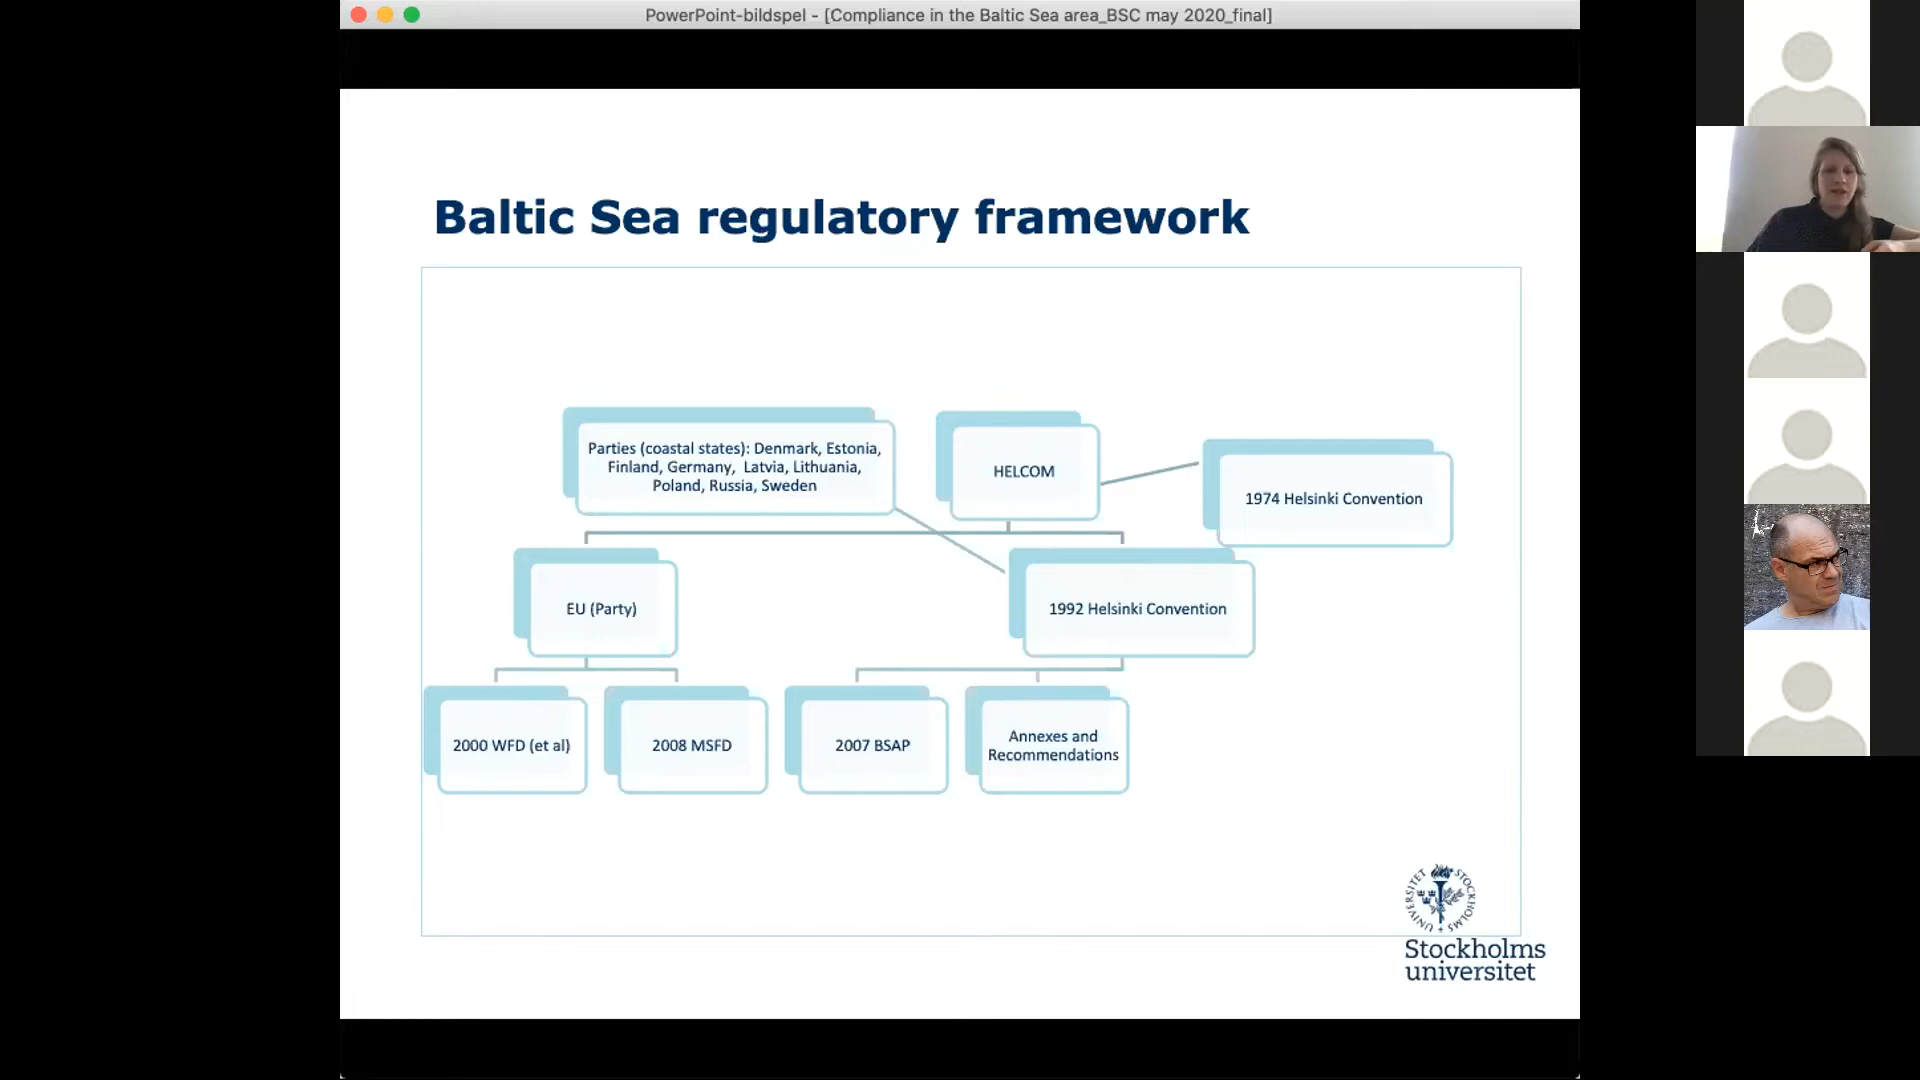 PowerPoint-bildspel - [Compliance in the Baltic Sea area_BSC may 2020_final]
Baltic Sea regulatory framework
Parties (coastal states): Denmark, Estonia,
Finland, Germany, Latvia, Lithuania,
Poland, Russia, Sweden
HELCOM
1974 Helsinki Convention
EU (Party)
1992 Helsinki Convention
2000 WFD (et al)
2008 MSFD
2007 BSAP
Annexes and
Recommendations
STOCKHOLMS UNIVERSITET
Stockholms
universitet